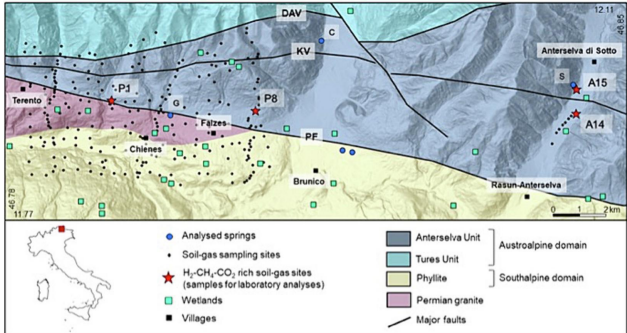 DAV
12.11
46.85
C
KV
Anterselva di Sotto
S
A15
Terento
P1
P8
G
Falzes
A14
Chienes
PF
Brunico
Rasun-Anterselva
46.78
11.77
0 1 2 km
Analysed springs
Soil-gas sampling sites
H₂-CH₄-CO₂ rich soil-gas sites
(samples for laboratory analyses)
Wetlands
Villages
Anterselva Unit
Tures Unit
Austroalpine domain
Phyllite
Southalpine domain
Permian granite
Major faults